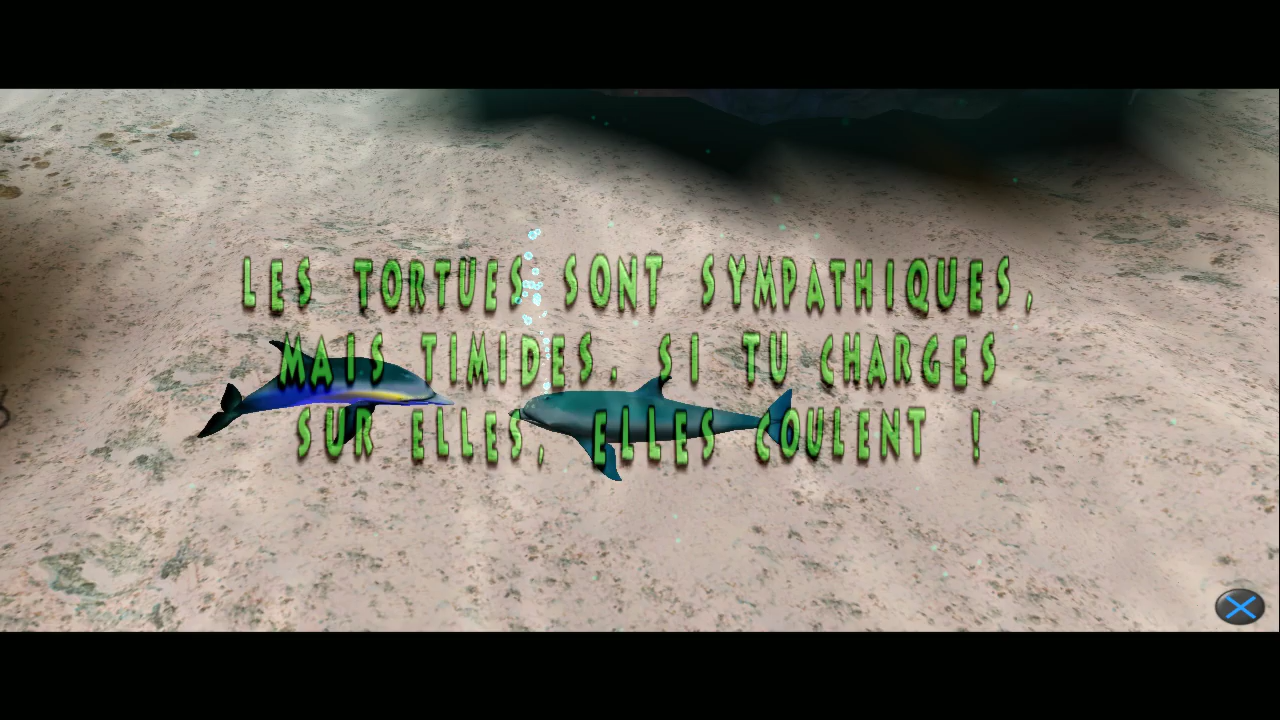 LES TORTUES SONT SYMPATHIQUES,
MAIS TIMIDES. SI TU CHARGES
SUR ELLES, ELLES COULENT !